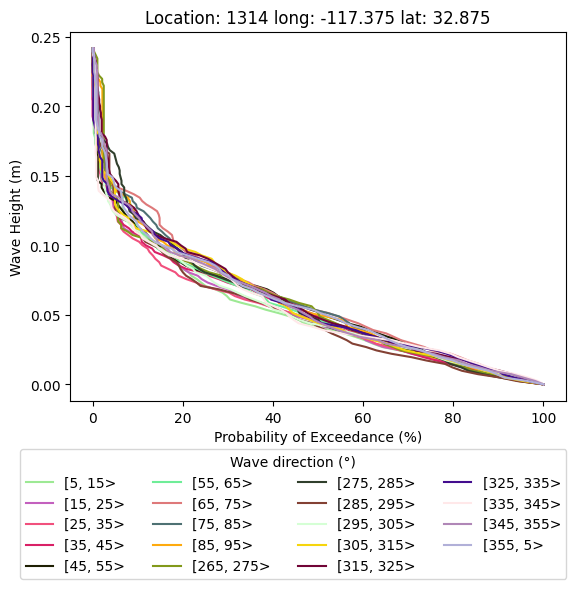 Location: 1314 long: -117.375 lat: 32.875
0.25
0.20
0.15
0.10
0.05
0.00
Wave Height (m)
0 20 40 60 80 100
Probability of Exceedance (%)
Wave direction (°)
[5, 15> [55, 65> [275, 285> [325, 335>
[15, 25> [65, 75> [285, 295> [335, 345>
[25, 35> [75, 85> [295, 305> [345, 355>
[35, 45> [85, 95> [305, 315> [355, 5>
[45, 55> [265, 275> [315, 325>